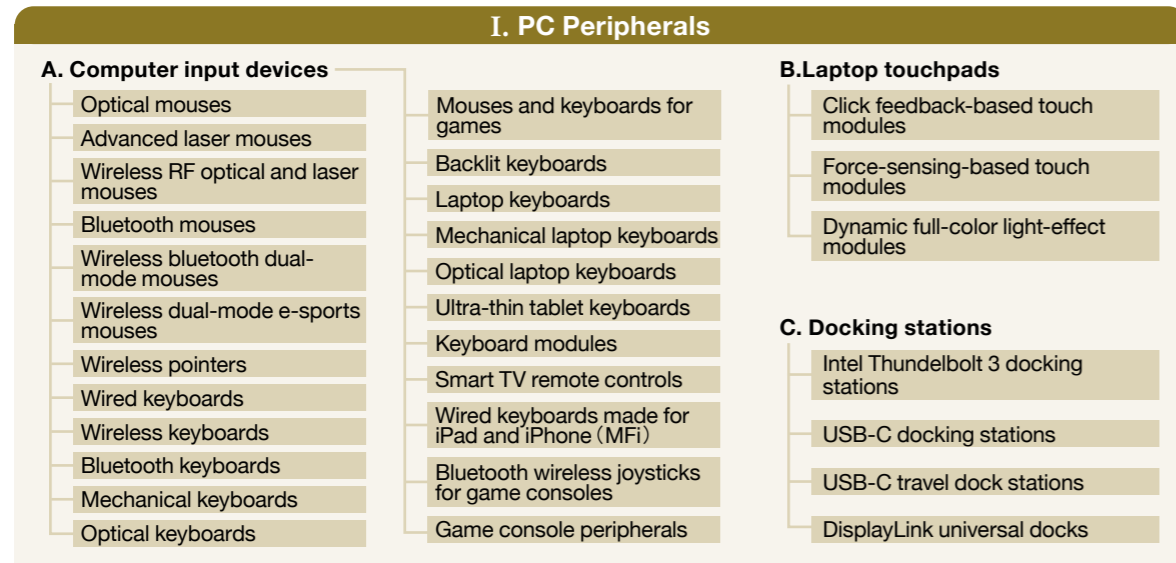 I. PC Peripherals
A. Computer input devices
Optical mouses
Advanced laser mouses
Wireless RF optical and laser
mouses
Bluetooth mouses
Wireless bluetooth dual-
mode mouses
Wireless dual-mode e-sports
mouses
Wireless pointers
Wired keyboards
Wireless keyboards
Bluetooth keyboards
Mechanical keyboards
Optical keyboards
Mouses and keyboards for
games
Backlit keyboards
Laptop keyboards
Mechanical laptop keyboards
Optical laptop keyboards
Ultra-thin tablet keyboards
Keyboard modules
Smart TV remote controls
Wired keyboards made for
iPad and iPhone（MFi）
Bluetooth wireless joysticks
for game consoles
Game console peripherals
B.Laptop touchpads
Click feedback-based touch
modules
Force-sensing-based touch
modules
Dynamic full-color light-effect
modules
C. Docking stations
Intel Thundelbolt 3 docking
stations
USB-C docking stations
USB-C travel dock stations
DisplayLink universal docks